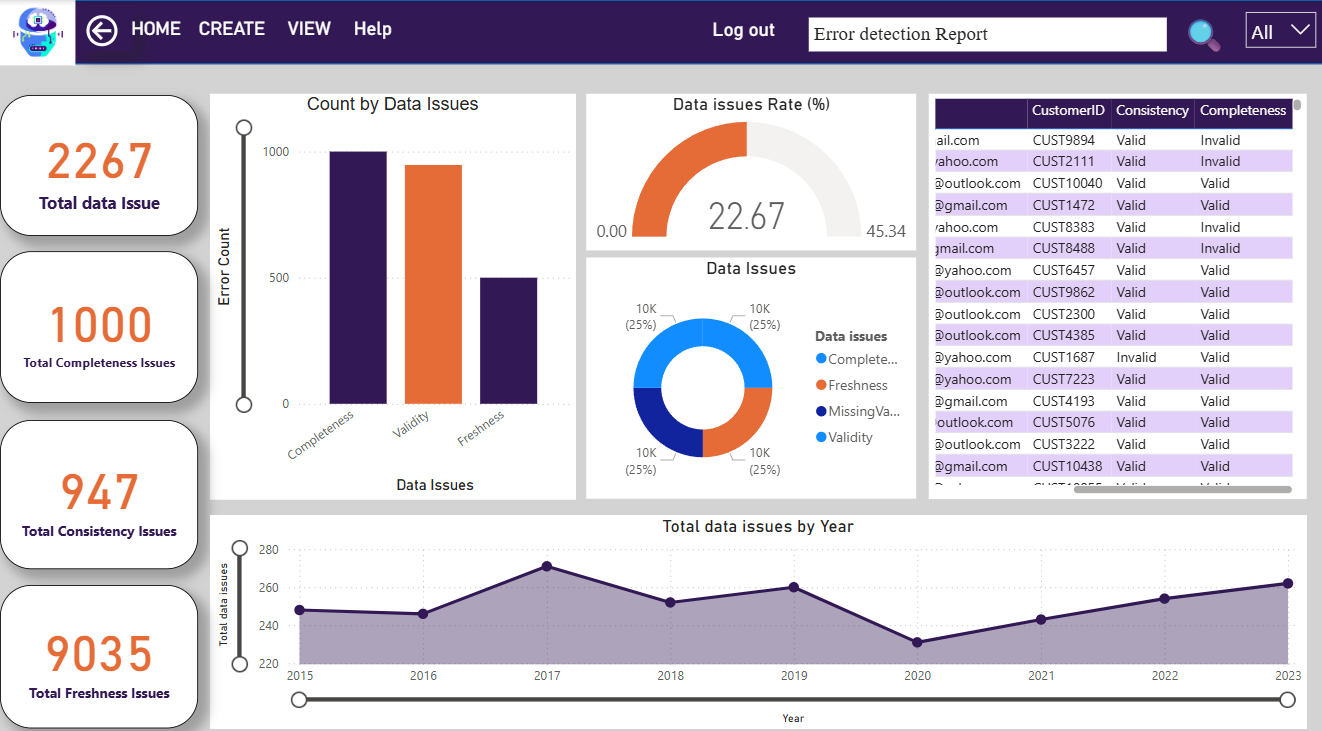 HOME CREATE VIEW Help Log out Error detection Report All
2267
Total data Issue
1000
Total Completeness Issues
947
Total Consistency Issues
9035
Total Freshness Issues
Count by Data Issues
Error Count
1000
500
0
Completeness Validity Freshness
Data Issues
Data issues Rate (%)
22.67
0.00 45.34
Data Issues
10K (25%)
10K (25%)
10K (25%)
10K (25%)
Data issues
Complete...
Freshness
MissingVa...
Validity
CustomerID Consistency Completeness
ail.com CUST9894 Valid Invalid
yahoo.com CUST2111 Valid Invalid
@outlook.com CUST10040 Valid Valid
@gmail.com CUST1472 Valid Valid
yahoo.com CUST8383 Valid Invalid
gmail.com CUST8488 Valid Invalid
@yahoo.com CUST6457 Valid Valid
@outlook.com CUST9862 Valid Valid
@outlook.com CUST2300 Valid Valid
@outlook.com CUST4385 Valid Valid
@yahoo.com CUST1687 Invalid Valid
@yahoo.com CUST7223 Valid Valid
@gmail.com CUST4193 Valid Valid
outlook.com CUST5076 Valid Valid
@outlook.com CUST3222 Valid Valid
@gmail.com CUST10438 Valid Valid
Total data issues by Year
Total data issues
280
260
240
220
2015 2016 2017 2018 2019 2020 2021 2022 2023
Year